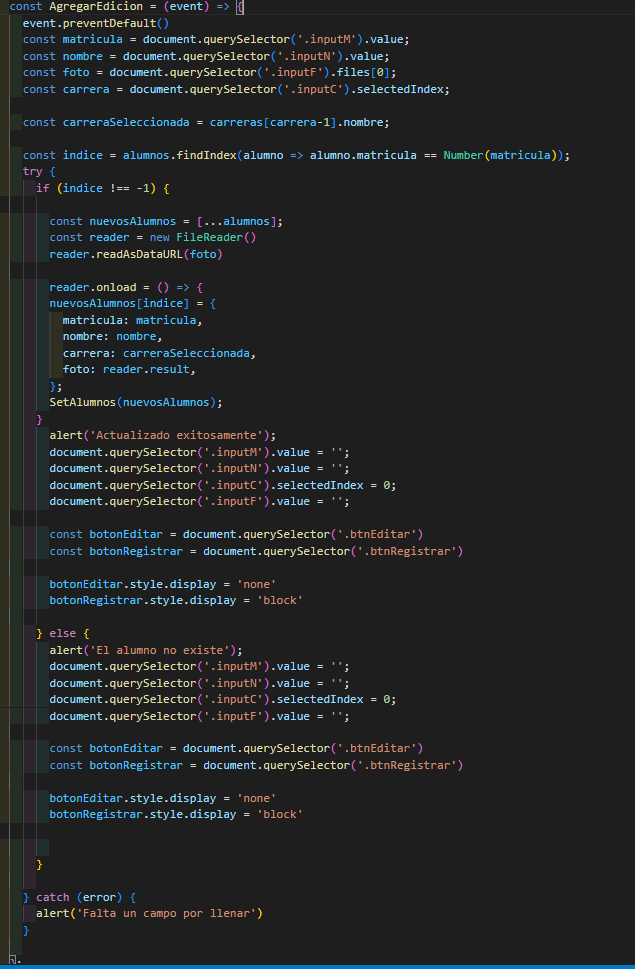 const AgregarEdicion = (event) => {
  event.preventDefault()
  const matricula = document.querySelector('.inputM').value;
  const nombre = document.querySelector('.inputN').value;
  const foto = document.querySelector('.inputF').files[0];
  const carrera = document.querySelector('.inputC').selectedIndex;
  const carreraSeleccionada = carreras[carrera-1].nombre;
  const indice = alumnos.findIndex(alumno => alumno.matricula == Number(matricula));
  try {
    if (indice !== -1) {
      const nuevosAlumnos = [...alumnos];
      const reader = new FileReader()
      reader.readAsDataURL(foto)
      reader.onload = () => {
      nuevosAlumnos[indice] = {
        matricula: matricula,
        nombre: nombre,
        carrera: carreraSeleccionada,
        foto: reader.result,
      };
      SetAlumnos(nuevosAlumnos);
    }
      alert('Actualizado exitosamente');
      document.querySelector('.inputM').value = '';
      document.querySelector('.inputN').value = '';
      document.querySelector('.inputC').selectedIndex = 0;
      document.querySelector('.inputF').value = '';
      const botonEditar = document.querySelector('.btnEditar')
      const botonRegistrar = document.querySelector('.btnRegistrar')
      botonEditar.style.display = 'none'
      botonRegistrar.style.display = 'block'
    } else {
      alert('El alumno no existe');
      document.querySelector('.inputM').value = '';
      document.querySelector('.inputN').value = '';
      document.querySelector('.inputC').selectedIndex = 0;
      document.querySelector('.inputF').value = '';
      const botonEditar = document.querySelector('.btnEditar')
      const botonRegistrar = document.querySelector('.btnRegistrar')
      botonEditar.style.display = 'none'
      botonRegistrar.style.display = 'block'
    }
  } catch (error) {
    alert('Falta un campo por llenar')
  }
};